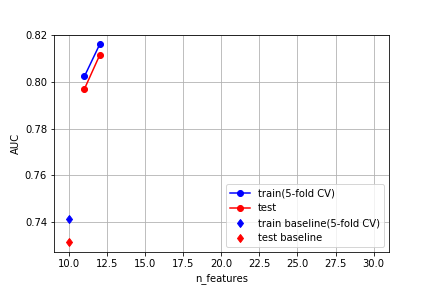 0.82
0.80
0.78
0.76
0.74
AUC
train(5-fold CV)
test
train baseline(5-fold CV)
test baseline
10.0 12.5 15.0 17.5 20.0 22.5 25.0 27.5 30.0
n_features